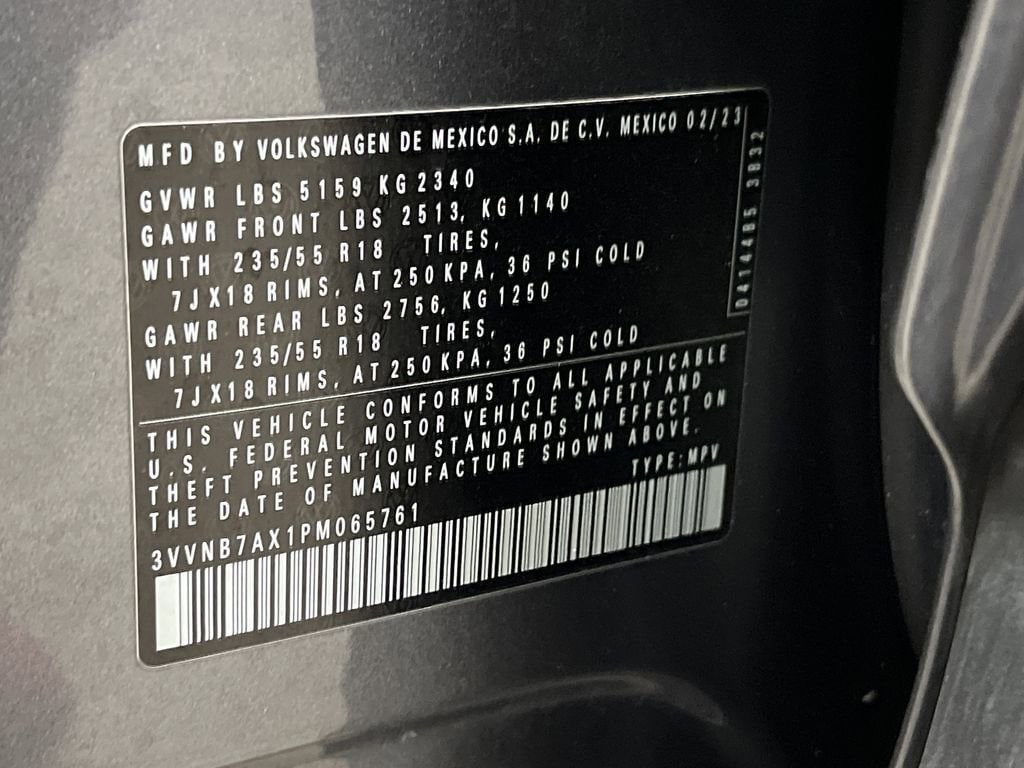 MFD BY VOLKSWAGEN DE MEXICO S.A. DE C.V. MEXICO 02/23
GVWR LBS 5159 KG 2340
GAWR FRONT LBS 2513, KG 1140
WITH 235/55 R18 TIRES,
7JX18 RIMS, AT 250 KPA, 36 PSI COLD
GAWR REAR LBS 2756, KG 1250
WITH 235/55 R18 TIRES,
7JX18 RIMS, AT 250 KPA, 36 PSI COLD
THIS VEHICLE CONFORMS TO ALL APPLICABLE
U.S. FEDERAL MOTOR VEHICLE SAFETY AND
THEFT PREVENTION STANDARDS IN EFFECT ON
THE DATE OF MANUFACTURE SHOWN ABOVE.
3VVNB7AX1PM065761
TYPE: MPV
D4144B5 3B32